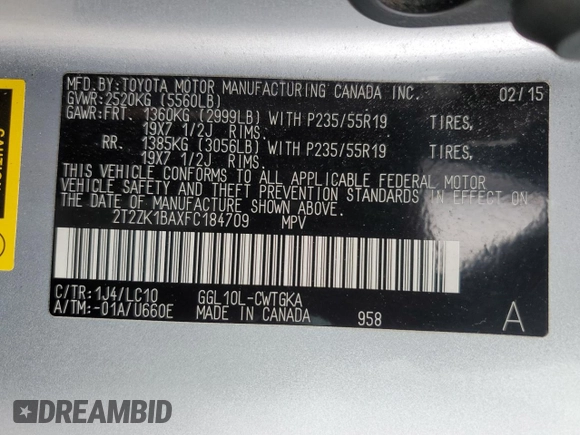 MFD.BY:TOYOTA MOTOR MANUFACTURING CANADA INC. 02/15
GVWR:2520KG (5560LB)
GAWR:FRT. 1360KG (2999LB) WITH P235/55R19 TIRES,
19X7 1/2J RIMS.
RR. 1385KG (3056LB) WITH P235/55R19 TIRES,
19X7 1/2J RIMS.
THIS VEHICLE CONFORMS TO ALL APPLICABLE FEDERAL MOTOR
VEHICLE SAFETY AND THEFT PREVENTION STANDARDS IN EFFECT ON
THE DATE OF MANUFACTURE SHOWN ABOVE.
2T2ZK1BAXFC184709 MPV
C/TR:1J4/LC10 GGL10L-CWTGKA
A/TM:-01A/U660E MADE IN CANADA 958 A
DREAMBID